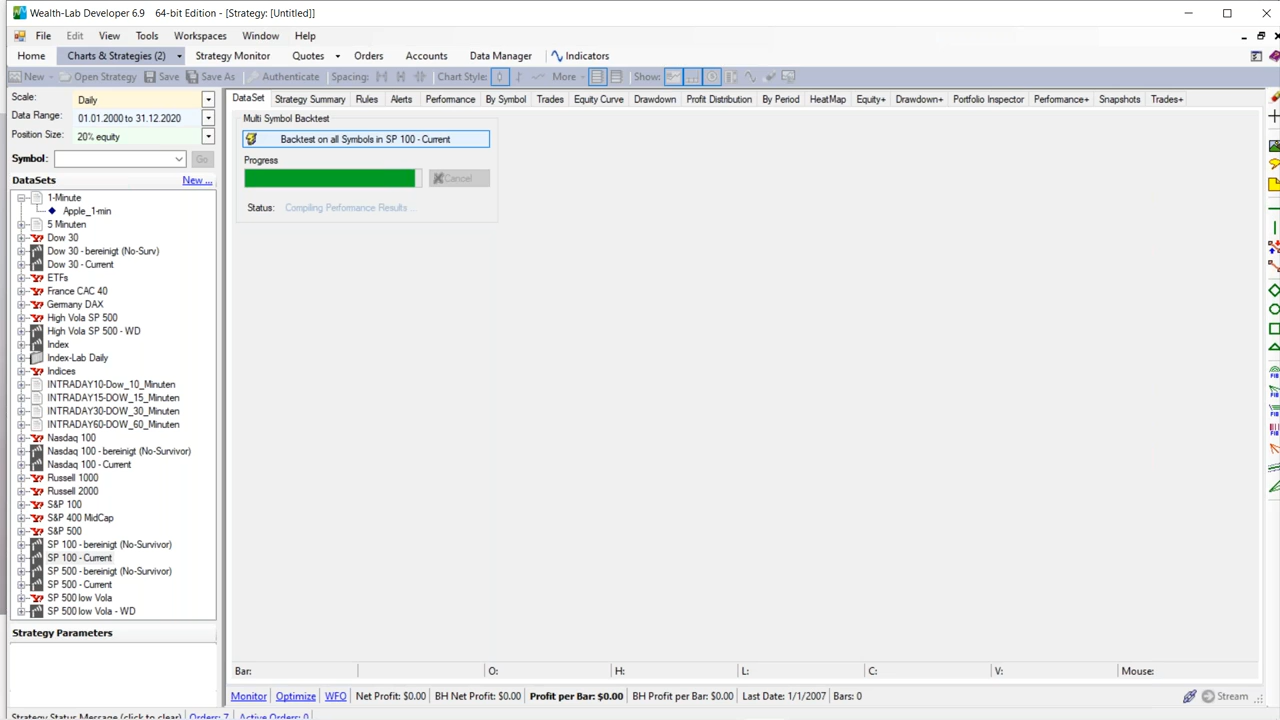 Wealth-Lab Developer 6.9 64-bit Edition - [Strategy: [Untitled]]
File Edit View Tools Workspaces Window Help
Home Charts & Strategies (2) Strategy Monitor Quotes Orders Accounts Data Manager Indicators
New Open Strategy Save Save As Authenticate Spacing: Chart Style: More Show:
Scale: Daily
Data Range: 01.01.2000 to 31.12.2020
Position Size: 20% equity
Symbol: Go
DataSets New ...
1-Minute
Apple_1-min
5 Minuten
Dow 30
Dow 30 - bereinigt (No-Surv)
Dow 30 - Current
ETFs
France CAC 40
Germany DAX
High Vola SP 500
High Vola SP 500 - WD
Index
Index-Lab Daily
Indices
INTRADAY10-Dow_10_Minuten
INTRADAY15-DOW_15_Minuten
INTRADAY30-DOW_30_Minuten
INTRADAY60-DOW_60_Minuten
Nasdaq 100
Nasdaq 100 - bereinigt (No-Survivor)
Nasdaq 100 - Current
Russell 1000
Russell 2000
S&P 100
S&P 400 MidCap
S&P 500
SP 100 - bereinigt (No-Survivor)
SP 100 - Current
SP 500 - bereinigt (No-Survivor)
SP 500 - Current
SP 500 low Vola
SP 500 low Vola - WD
Strategy Parameters
DataSet Strategy Summary Rules Alerts Performance By Symbol Trades Equity Curve Drawdown Profit Distribution By Period HeatMap Equity+ Drawdown+ Portfolio Inspector Performance+ Snapshots Trades+
Multi Symbol Backtest
Backtest on all Symbols in SP 100 - Current
Progress
Cancel
Status: Compiling Performance Results...
Bar: O: H: L: C: V: Mouse:
Monitor Optimize WFO Net Profit: $0.00 BH Net Profit: $0.00 Profit per Bar: $0.00 BH Profit per Bar: $0.00 Last Date: 1/1/2007 Bars: 0 Stream
Strategy Status Message (click to clear) Orders: 7 Active Orders: 0